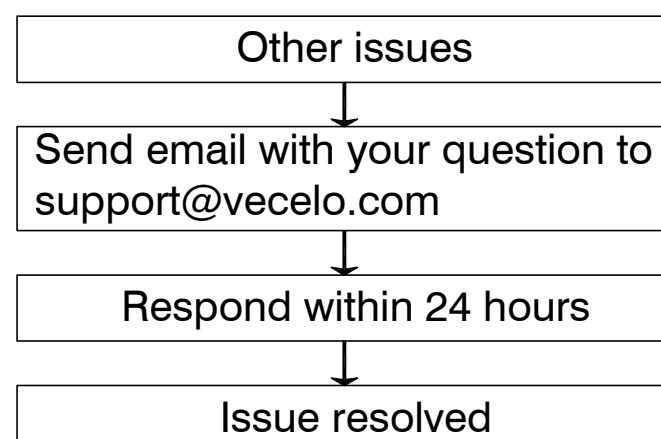 Other issues
Send email with your question to
support@vecelo.com
Respond within 24 hours
Issue resolved